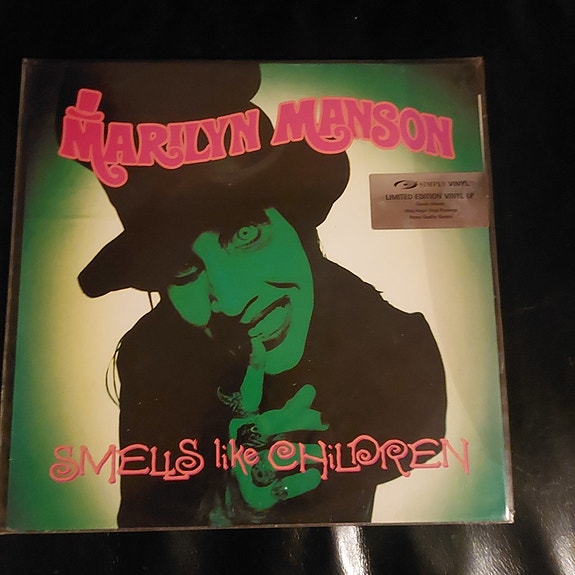 MARILYN MANSON
SIMPLY VINYL
LIMITED EDITION VINYL LP
SMELLS like CHiLDREN